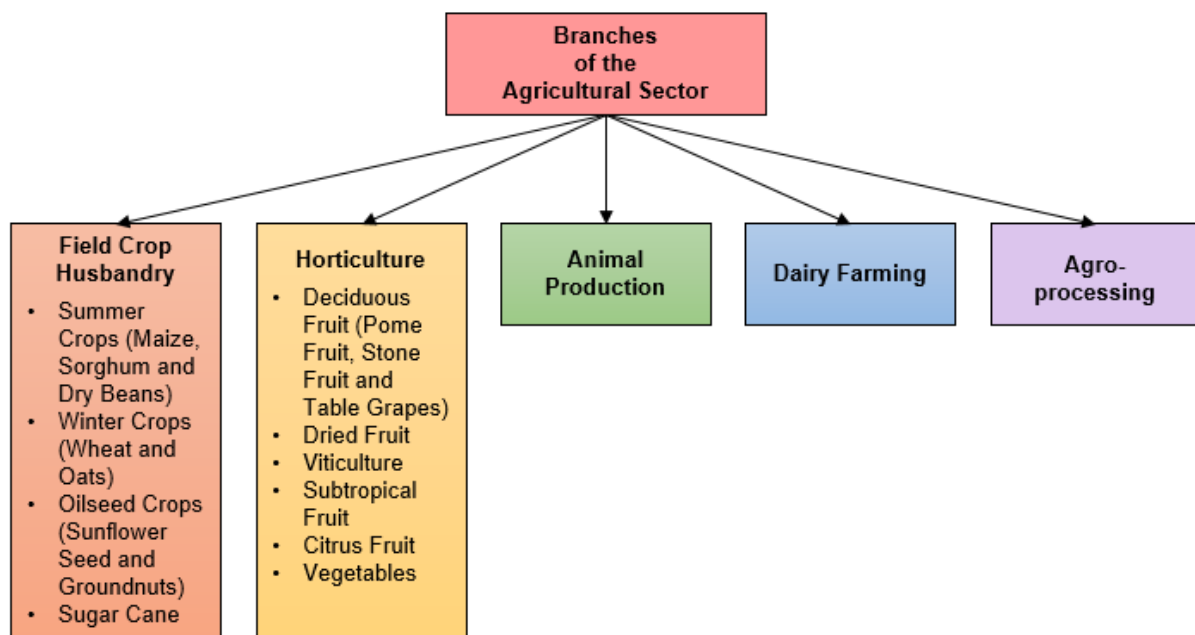 Branches
of the
Agricultural Sector
Field Crop
Husbandry
• Summer
Crops (Maize,
Sorghum and
Dry Beans)
• Winter Crops
(Wheat and
Oats)
• Oilseed Crops
(Sunflower
Seed and
Groundnuts)
• Sugar Cane
Horticulture
• Deciduous
Fruit (Pome
Fruit, Stone
Fruit and
Table Grapes)
• Dried Fruit
• Viticulture
• Subtropical
Fruit
• Citrus Fruit
• Vegetables
Animal
Production
Dairy Farming
Agro-
processing